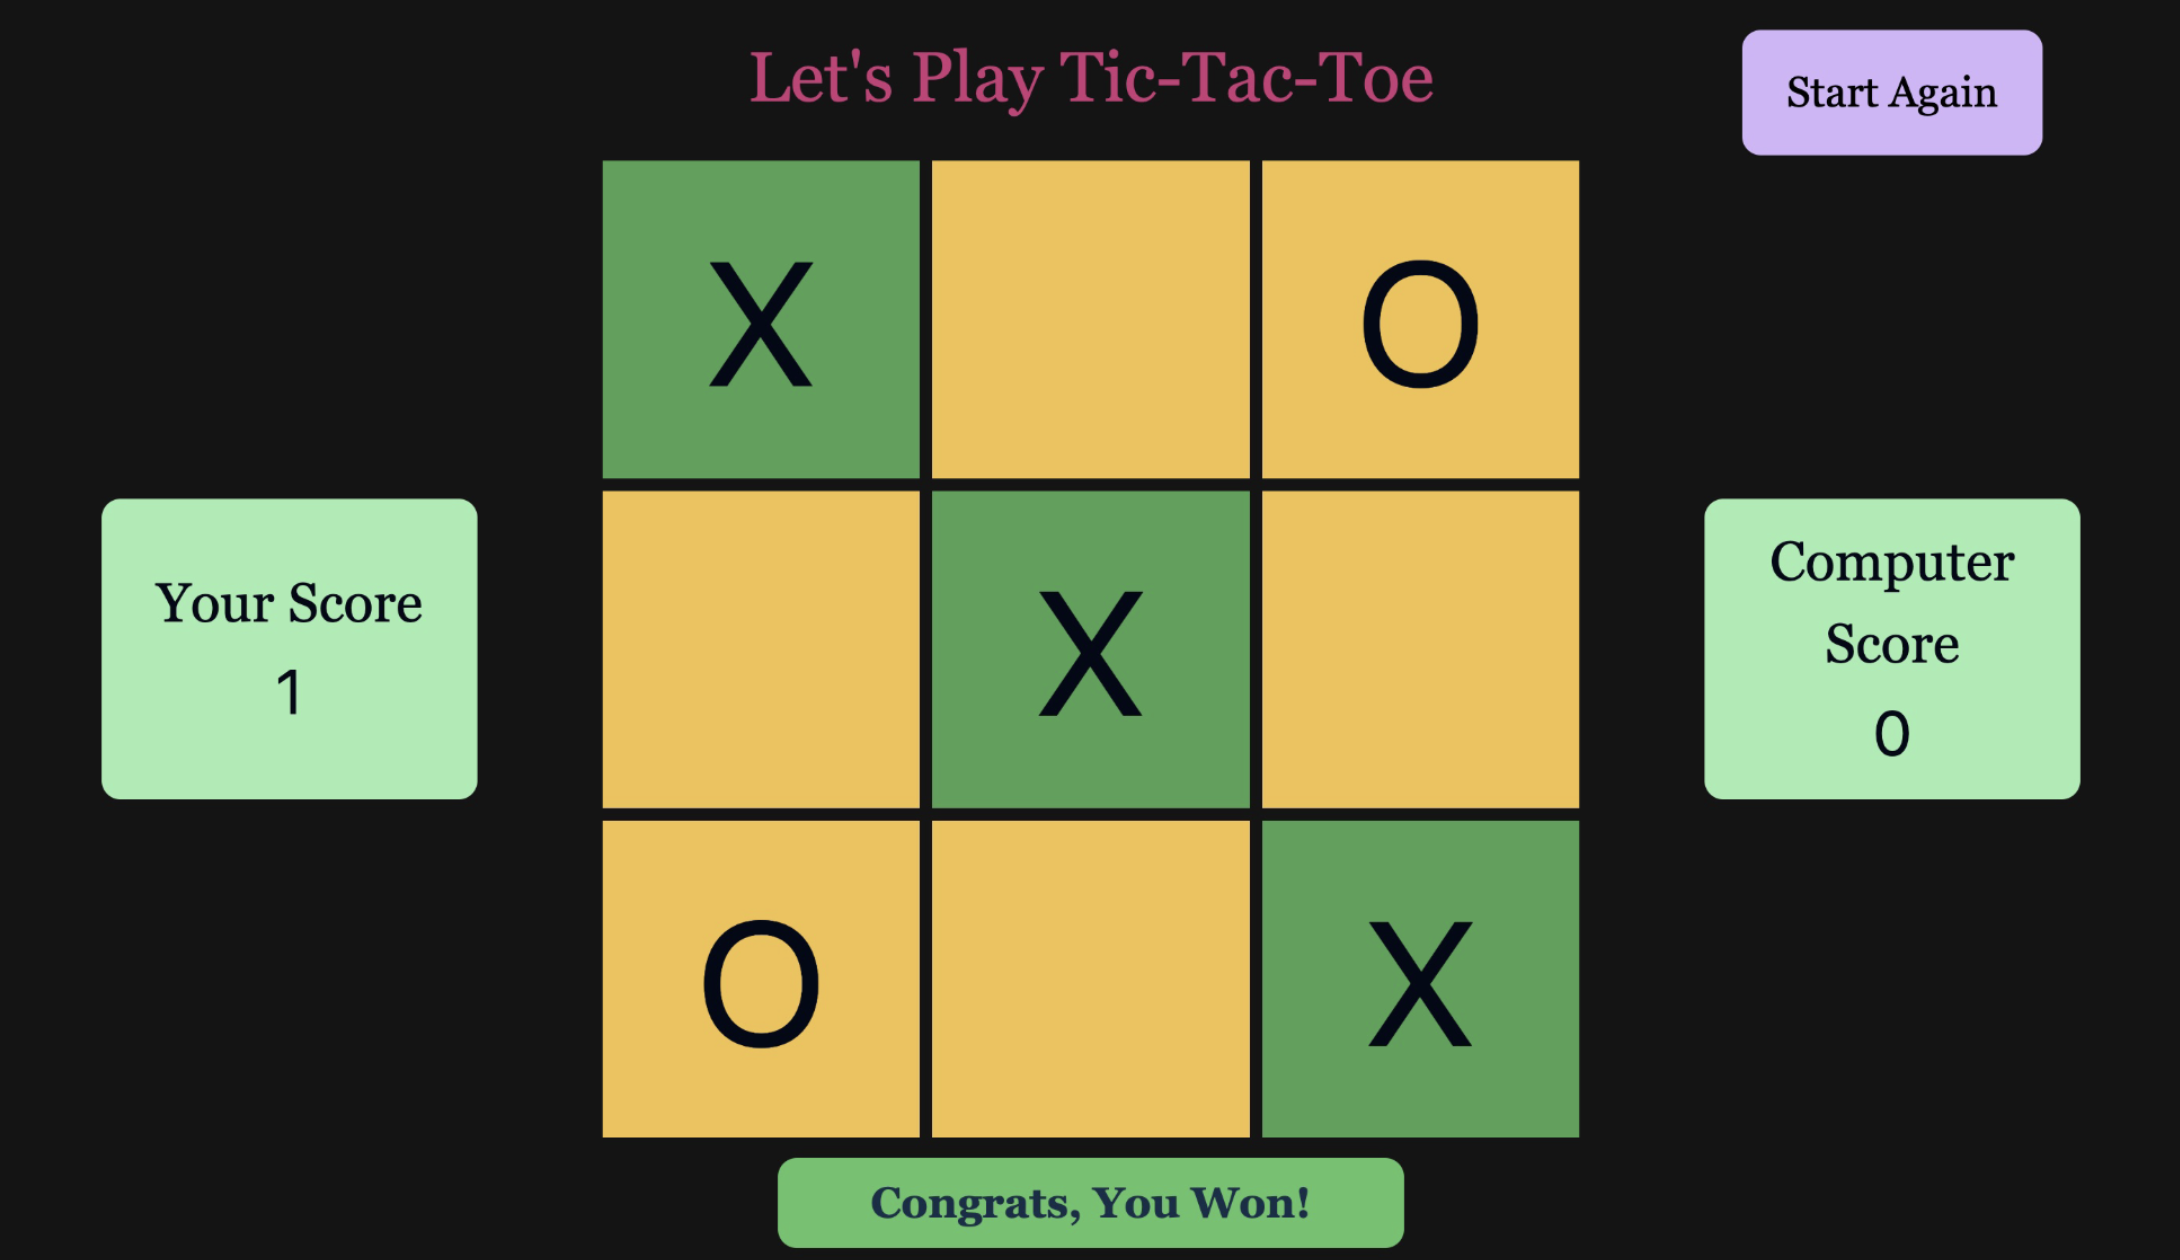 Let's Play Tic-Tac-Toe
Start Again
X O
Your Score
1
X
Computer
Score
0
O X
Congrats, You Won!